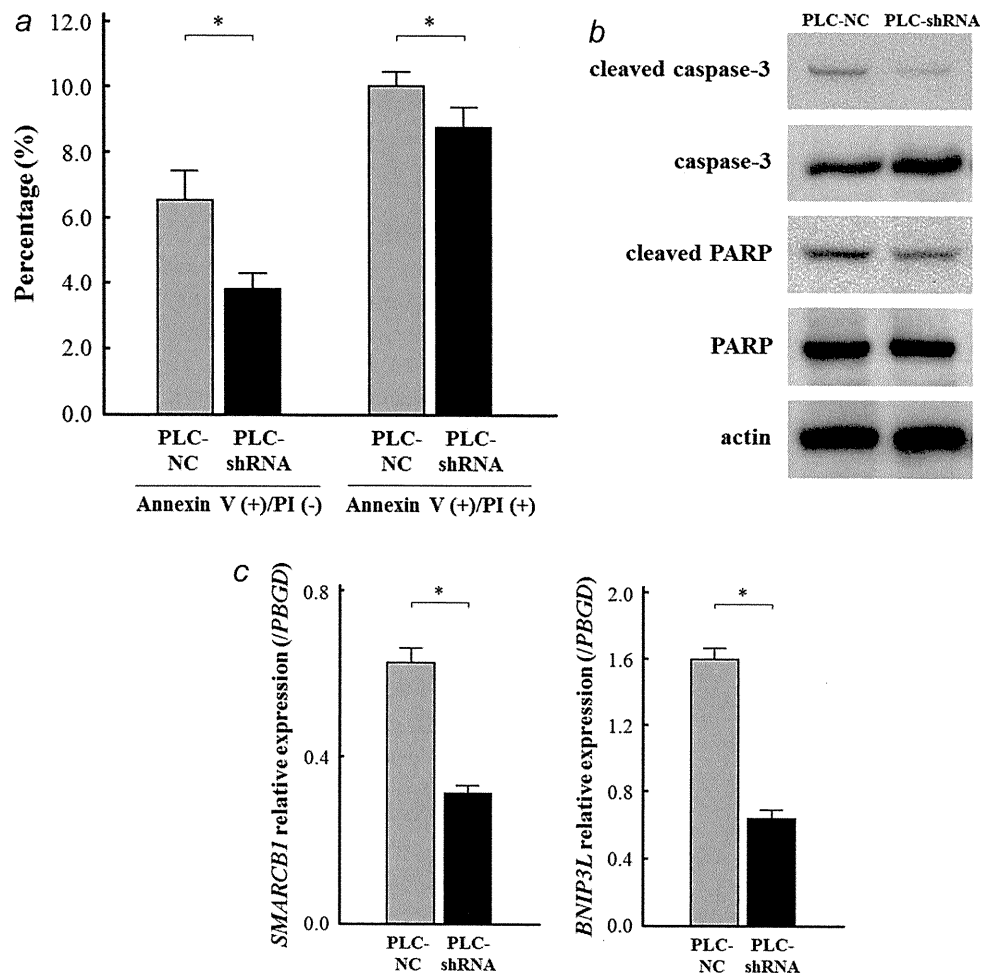 a
12.0
10.0
8.0
6.0
4.0
2.0
0.0
Percentage (%)
*
*
PLC-NC
PLC-shRNA
PLC-NC
PLC-shRNA
Annexin V (+)/PI (-)
Annexin V (+)/PI (+)
b
PLC-NC PLC-shRNA
cleaved caspase-3
caspase-3
cleaved PARP
PARP
actin
c
SMARCB1 relative expression (/PBGD)
0.8
0.4
0.0
*
PLC-NC
PLC-shRNA
BNIP3L relative expression (/PBGD)
2.0
1.6
1.2
0.8
0.4
0.0
*
PLC-NC
PLC-shRNA